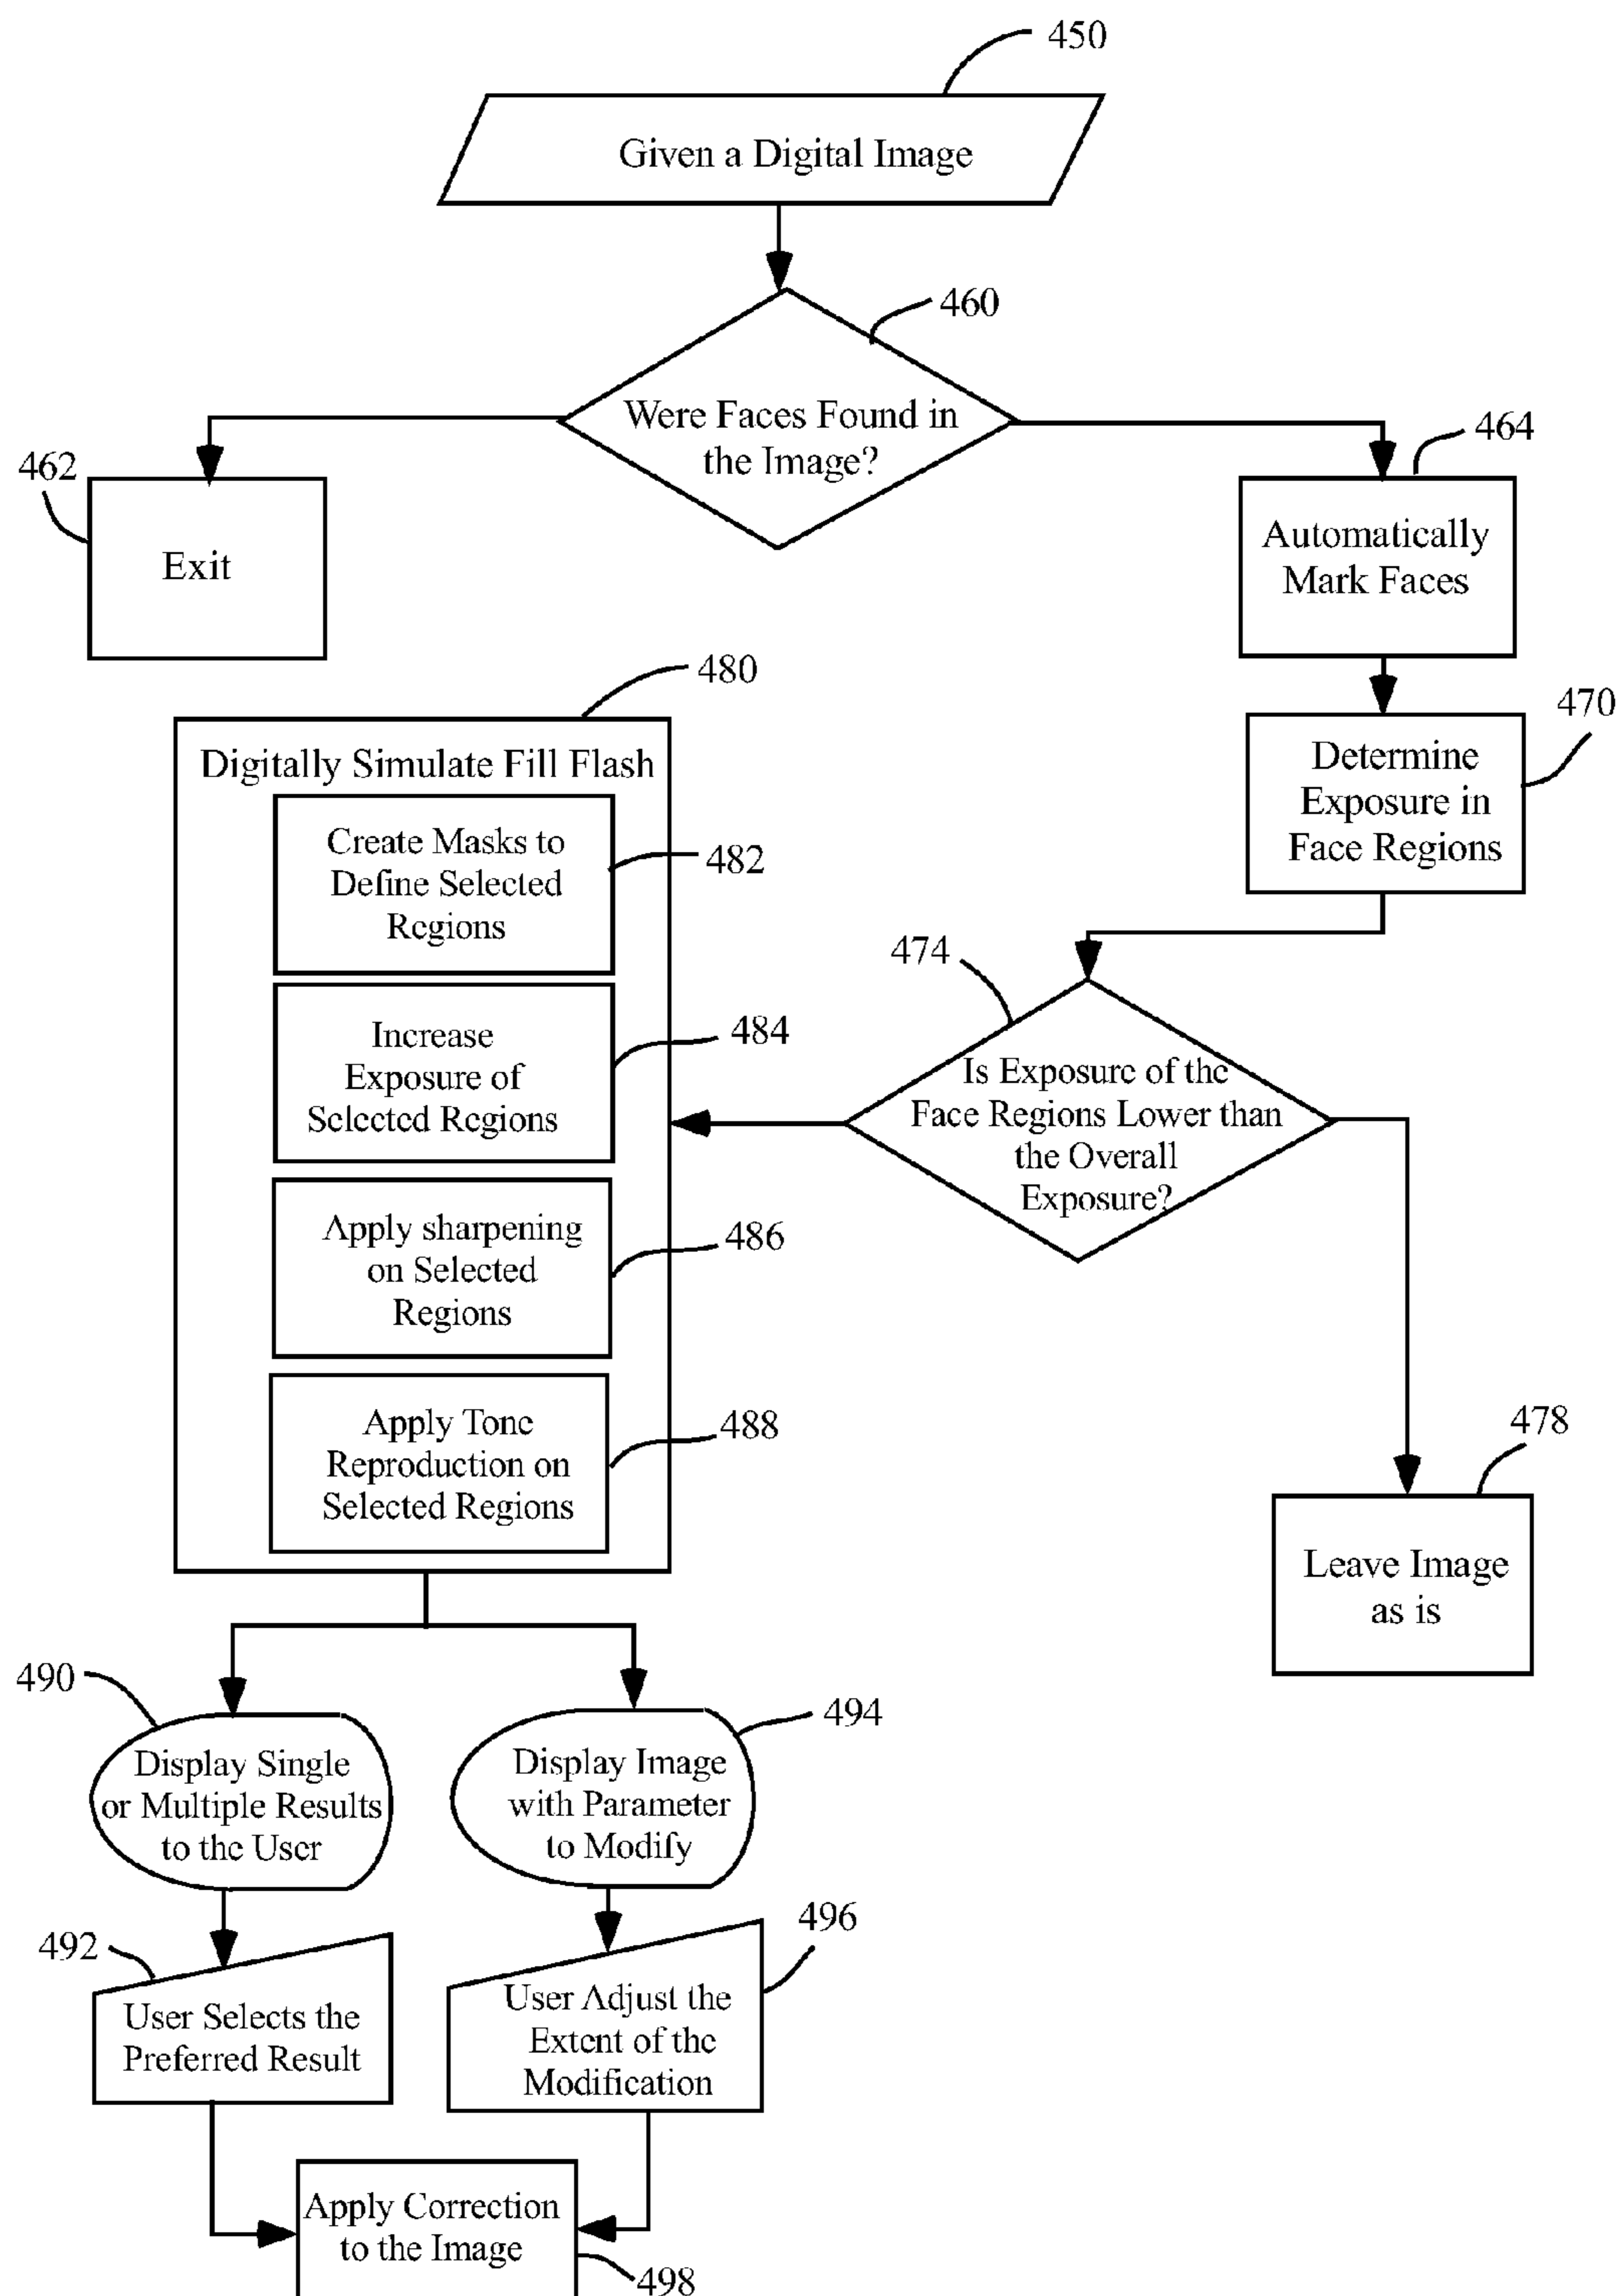 450
Given a Digital Image
460
Were Faces Found in
the Image?
462
Exit
464
Automatically
Mark Faces
470
Determine
Exposure in
Face Regions
474
Is Exposure of the
Face Regions Lower than
the Overall
Exposure?
478
Leave Image
as is
480
Digitally Simulate Fill Flash
Create Masks to
Define Selected
Regions
482
Increase
Exposure of
Selected Regions
484
Apply sharpening
on Selected
Regions
486
Apply Tone
Reproduction on
Selected Regions
488
490
Display Single
or Multiple Results
to the User
494
Display Image
with Parameter
to Modify
492
User Selects the
Preferred Result
496
User Adjust the
Extent of the
Modification
Apply Correction
to the Image
498